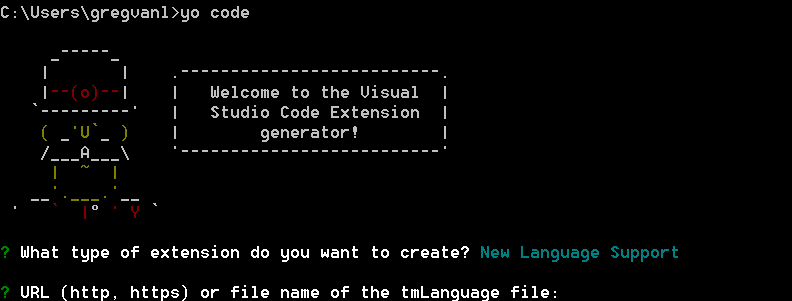 C:\Users\gregvanl>yo code
Welcome to the Visual
Studio Code Extension
generator!
? What type of extension do you want to create? New Language Support
? URL (http, https) or file name of the tmLanguage file: